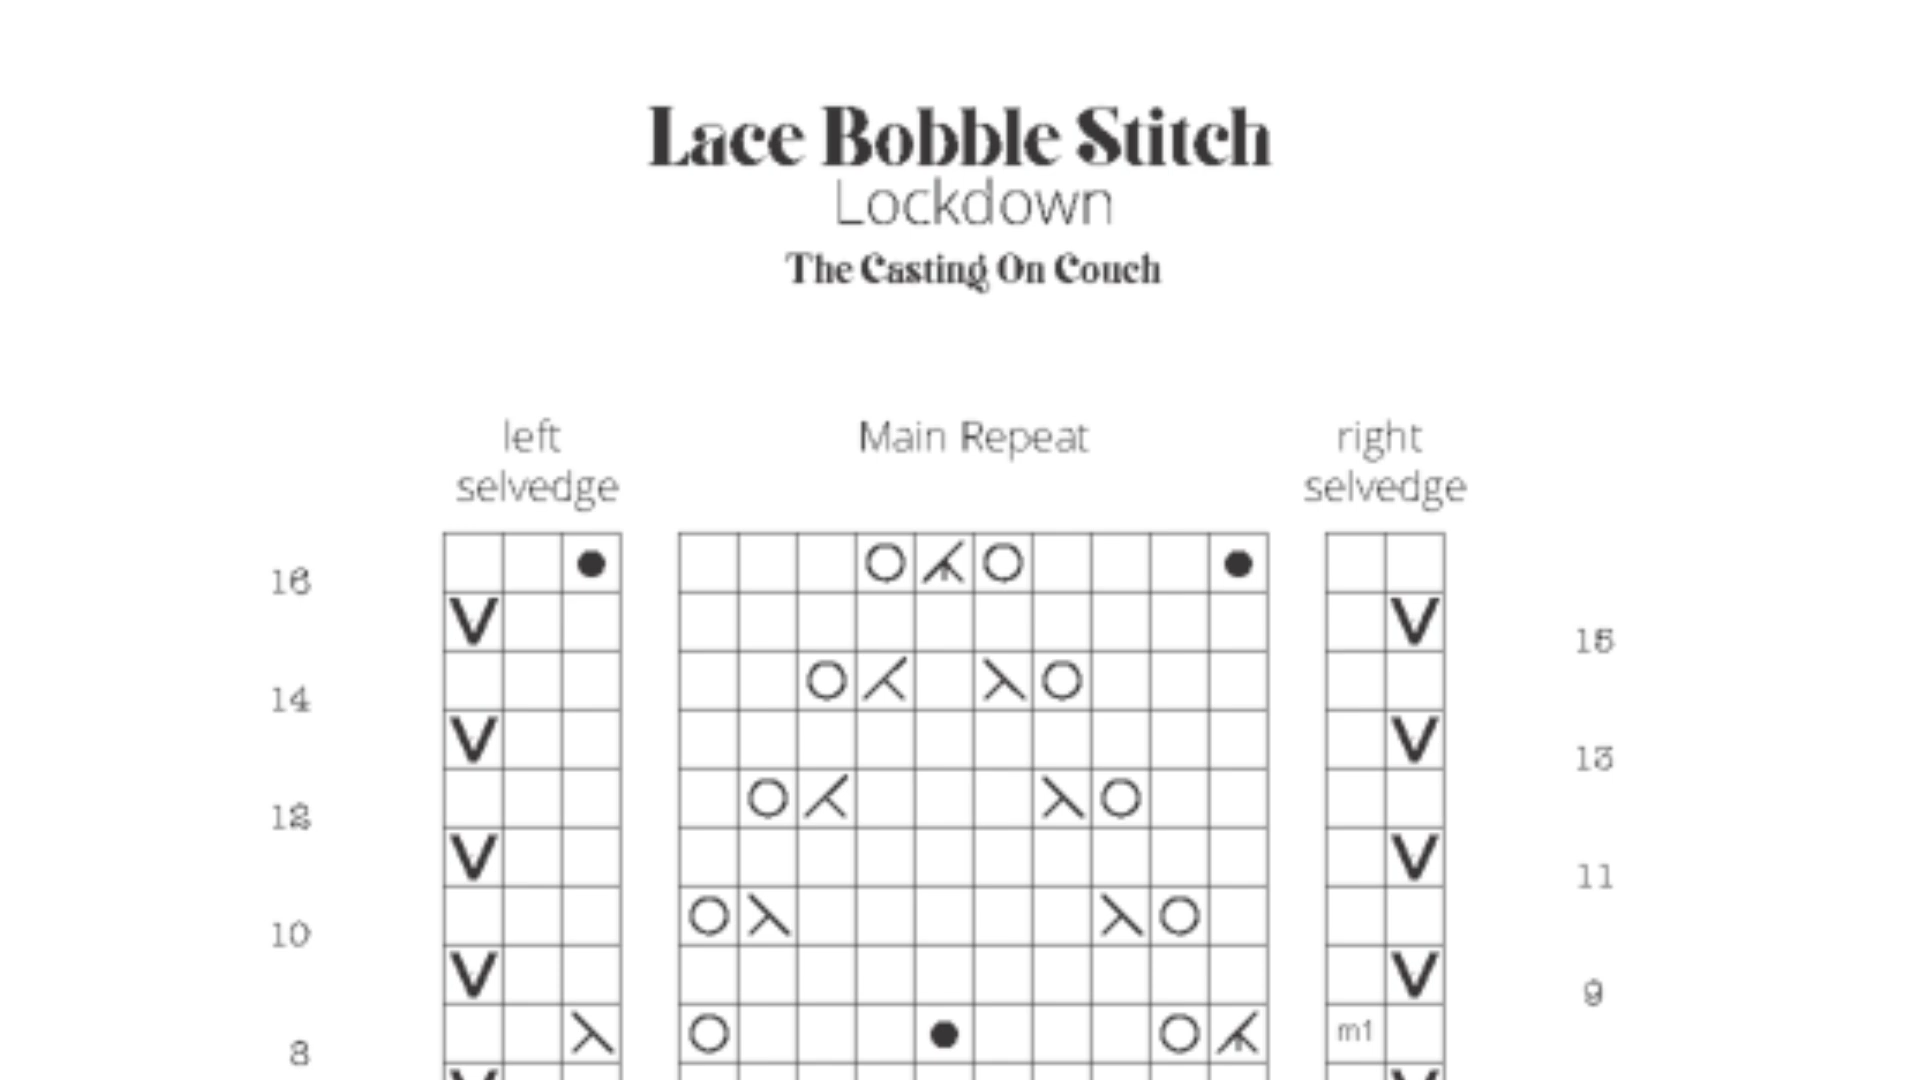 Lace Bobble Stitch
Lockdown
The Casting On Couch
left selvedge
Main Repeat
right selvedge
16
15
14
13
12
11
10
9
8
m1